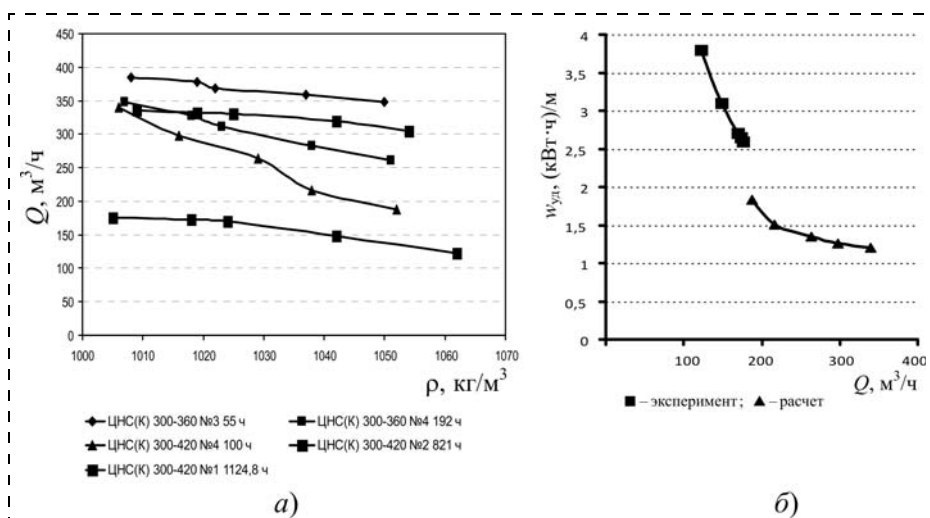 450
400
350
300
250
200
150
100
50
0
Q, м³/ч
1000 1010 1020 1030 1040 1050 1060 1070
ρ, кг/м³
ЦНС(К) 300-360 №3 55 ч
ЦНС(К) 300-360 №4 192 ч
ЦНС(К) 300-420 №4 100 ч
ЦНС(К) 300-420 №2 821 ч
ЦНС(К) 300-420 №1 1124,8 ч
а)
4
3,5
3
2,5
2
1,5
1
0,5
0
wуд, (кВт·ч)/м
100 200 300 400
Q, м³/ч
– эксперимент; – расчет
б)